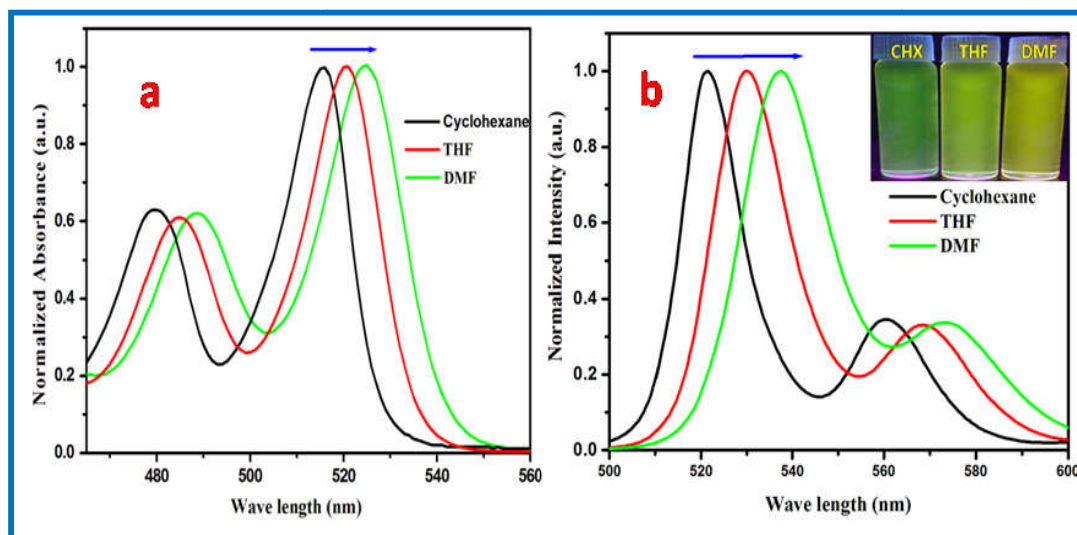 a
Cyclohexane
THF
DMF
Normalized Absorbance (a.u.)
1.0
0.8
0.6
0.4
0.2
0.0
480 500 520 540 560
Wave length (nm)
b
CHX THF DMF
Cyclohexane
THF
DMF
Normalized Intensity (a.u.)
1.0
0.8
0.6
0.4
0.2
0.0
500 520 540 560 580 600
Wave length (nm)